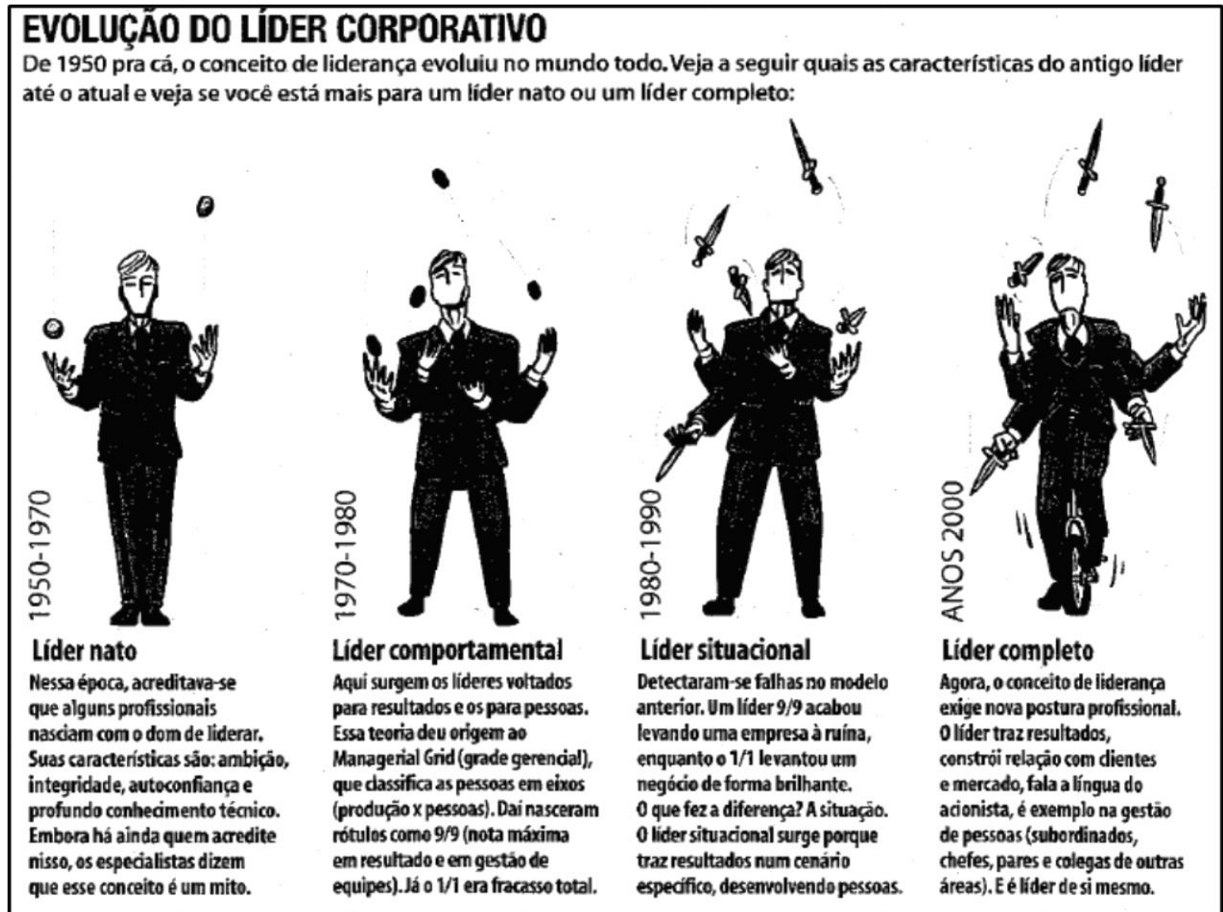 EVOLUÇÃO DO LÍDER CORPORATIVO
De 1950 pra cá, o conceito de liderança evoluiu no mundo todo. Veja a seguir quais as características do antigo líder
até o atual e veja se você está mais para um líder nato ou um líder completo:
1950-1970
Líder nato
Nessa época, acreditava-se
que alguns profissionais
nasciam com o dom de liderar.
Suas características são: ambição,
integridade, autoconfiança e
profundo conhecimento técnico.
Embora há ainda quem acredite
nisso, os especialistas dizem
que esse conceito é um mito.
1970-1980
Líder comportamental
Aqui surgem os líderes voltados
para resultados e os para pessoas.
Essa teoria deu origem ao
Managerial Grid (grade gerencial),
que classifica as pessoas em eixos
(produção x pessoas). Daí nasceram
rótulos como 9/9 (nota máxima
em resultado e em gestão de
equipes). Já o 1/1 era fracasso total.
1980-1990
Líder situacional
Detectaram-se falhas no modelo
anterior. Um líder 9/9 acabou
levando uma empresa à ruína,
enquanto o 1/1 levantou um
negócio de forma brilhante.
O que fez a diferença? A situação.
O líder situacional surge porque
traz resultados num cenário
específico, desenvolvendo pessoas.
ANOS 2000
Líder completo
Agora, o conceito de liderança
exige nova postura profissional.
O líder traz resultados,
constrói relação com clientes
e mercado, fala a língua do
acionista, é exemplo na gestão
de pessoas (subordinados,
chefes, pares e colegas de outras
áreas). E é líder de si mesmo.